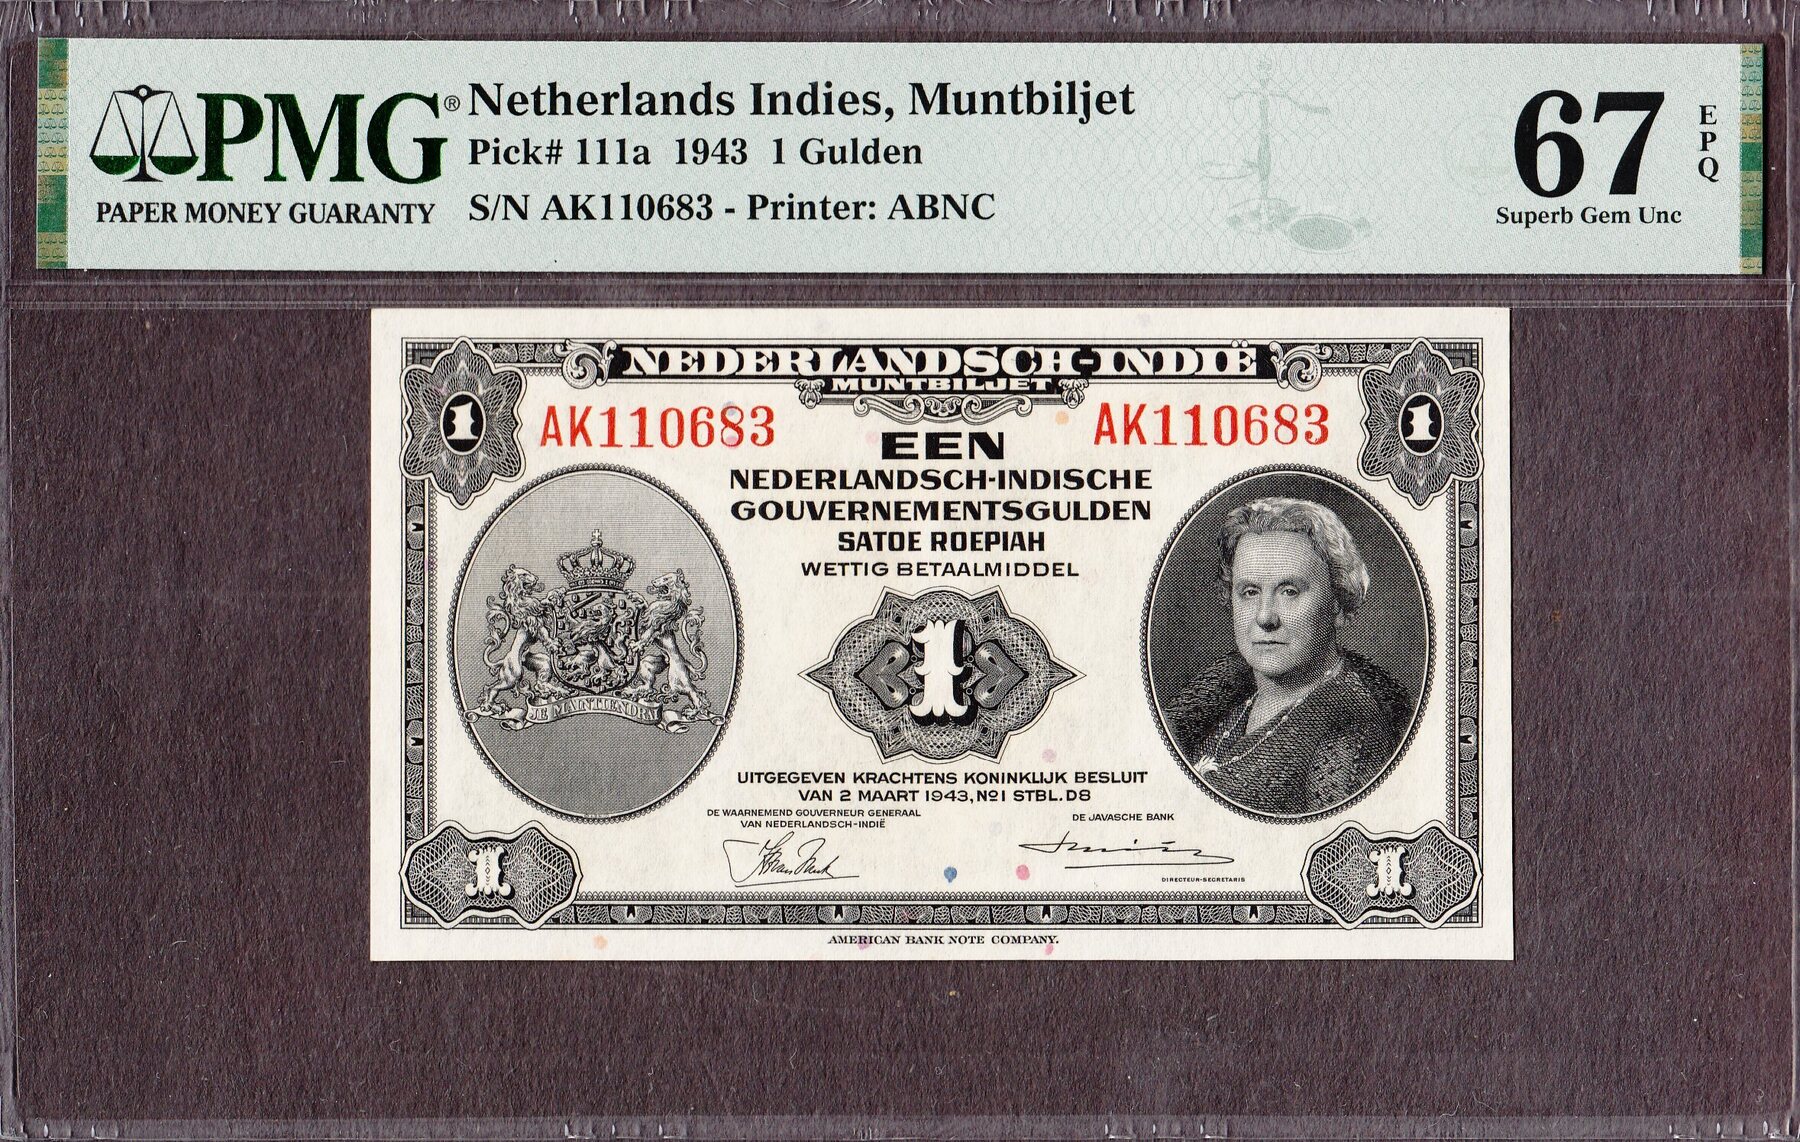 PMG®
PAPER MONEY GUARANTY
Netherlands Indies, Muntbiljet
Pick# 111a 1943 1 Gulden
S/N AK110683 - Printer: ABNC
67
EPQ
Superb Gem Unc
NEDERLANDSCH-INDIË
MUNTBILJET
1
1
AK110683
AK110683
EEN
NEDERLANDSCH-INDISCHE
GOUVERNEMENTSGULDEN
SATOE ROEPIAH
WETTIG BETAALMIDDEL
JE MAINTIENDRAI
1
UITGEGEVEN KRACHTENS KONINKLIJK BESLUIT
VAN 2 MAART 1943, No1 STBL. D8
DE WAARNEMEND GOUVERNEUR GENERAAL
VAN NEDERLANDSCH-INDIË
DE JAVASCHE BANK
DIRECTEUR-SECRETARIS
1
1
AMERICAN BANK NOTE COMPANY.